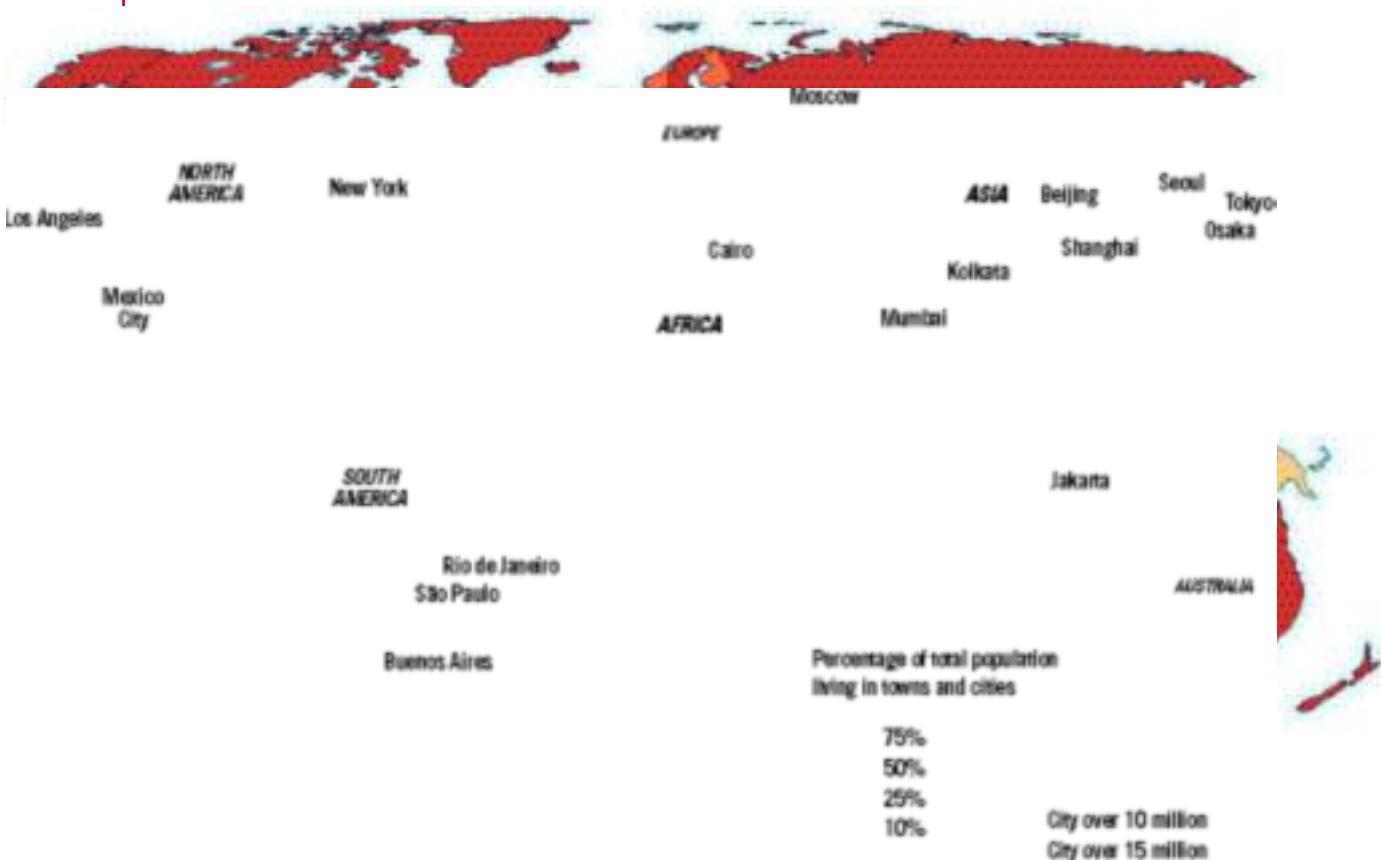 Moscow
EUROPE
NORTH
AMERICA
New York
Los Angeles
ASIA
Beijing
Seoul
Tokyo
Osaka
Cairo
Shanghai
Kolkata
Mexico
City
AFRICA
Mumbai
SOUTH
AMERICA
Jakarta
Rio de Janeiro
São Paulo
AUSTRALIA
Buenos Aires
Percentage of total population
living in towns and cities
75%
50%
25%
10%
City over 10 million
City over 15 million